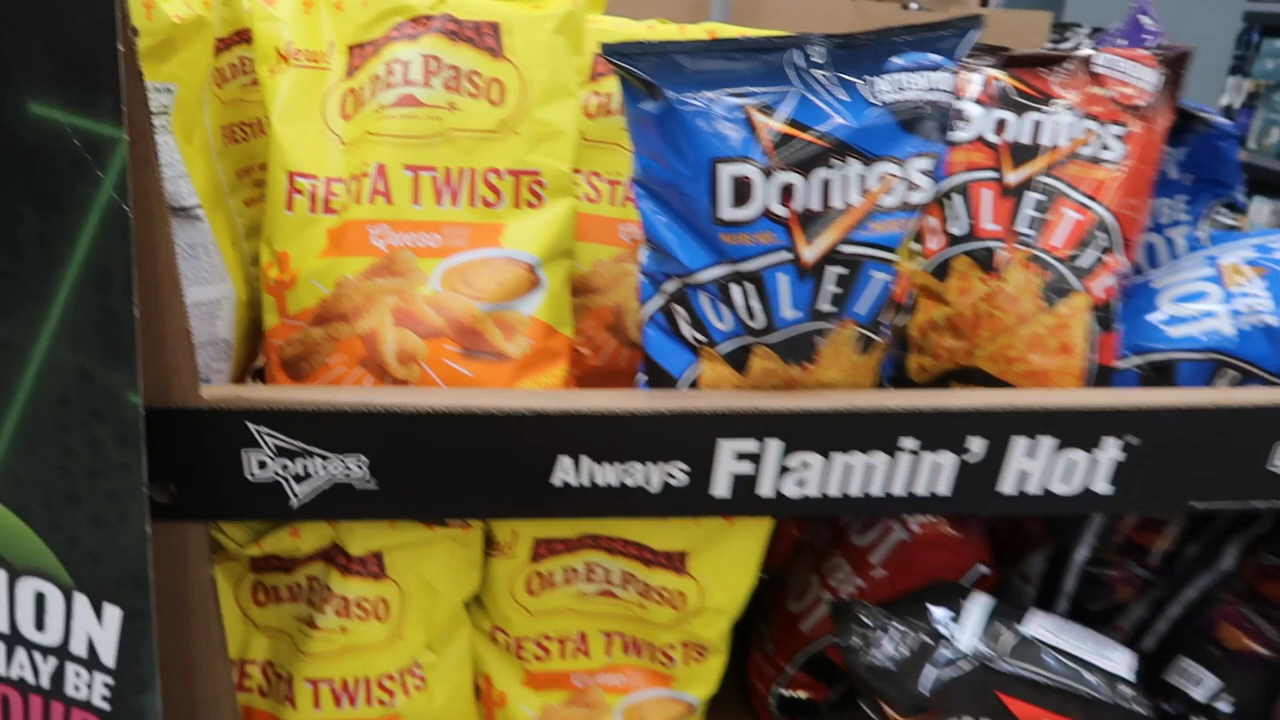 New!
OLD EL PASO
FIESTA TWISTS
Queso
Doritos
ROULETTE
Doritos
ROULETTE
Doritos
Always Flamin' Hot
ION
MAY BE
OUR
OLD EL PASO
FIESTA TWISTS
OLD EL PASO
FIESTA TWISTS